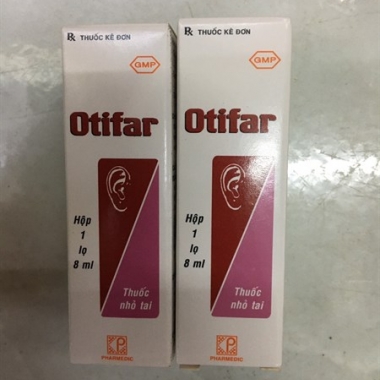 Rx THUỐC KÊ ĐƠN
GMP
Otifar
Hộp
1
lọ
8 ml
Thuốc
nhỏ tai
PHARMEDIC
Rx THUỐC KÊ ĐƠN
GMP
Otifar
Hộp
1
lọ
8 ml
Thuốc
nhỏ tai
PHARMEDIC